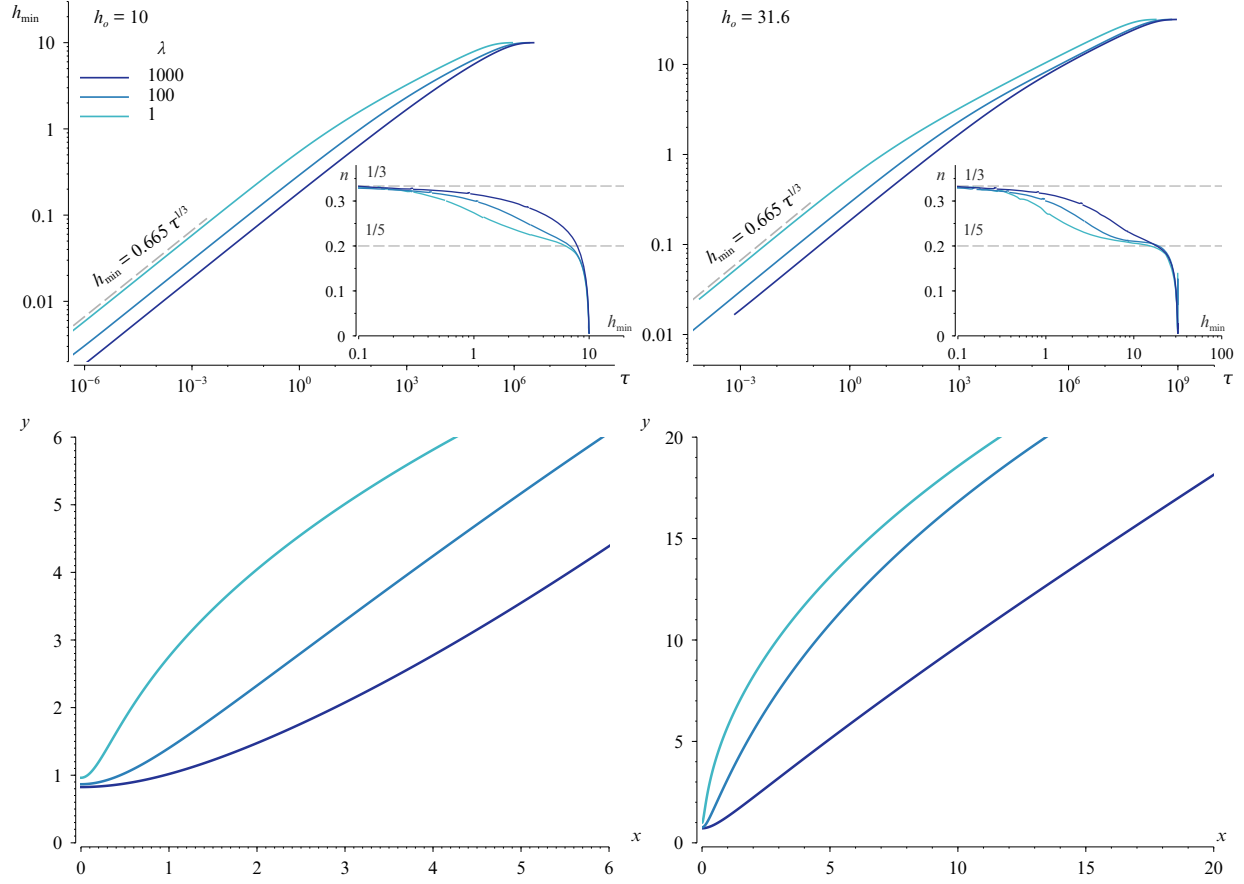 h_min
h_o = 10
λ
1000
100
1
10
1
0.1
0.01
h_min = 0.665 τ^1/3
10^−6
10^−3
10^0
10^3
10^6
τ
n
1/3
0.3
1/5
0.2
0.1
0
h_min
0.1
1
10
h_o = 31.6
10
1
0.1
0.01
h_min = 0.665 τ^1/3
10^−3
10^0
10^3
10^6
10^9
τ
n
1/3
0.3
1/5
0.2
0.1
0
h_min
0.1
1
10
100
y
6
5
4
3
2
1
0
0 1 2 3 4 5 6
x
y
20
15
10
5
0
0 5 10 15 20
x